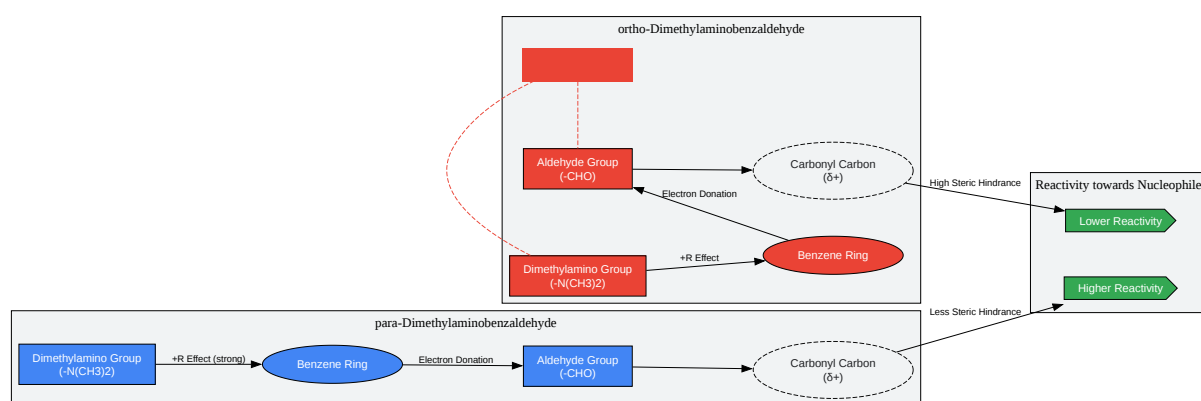 ortho-Dimethylaminobenzaldehyde
Aldehyde Group
(-CHO)
Carbonyl Carbon
(δ+)
Electron Donation
High Steric Hindrance
Reactivity towards Nucleophile
Lower Reactivity
Dimethylamino Group
(-N(CH3)2)
+R Effect
Benzene Ring
Higher Reactivity
Less Steric Hindrance
para-Dimethylaminobenzaldehyde
Dimethylamino Group
(-N(CH3)2)
+R Effect (strong)
Benzene Ring
Electron Donation
Aldehyde Group
(-CHO)
Carbonyl Carbon
(δ+)